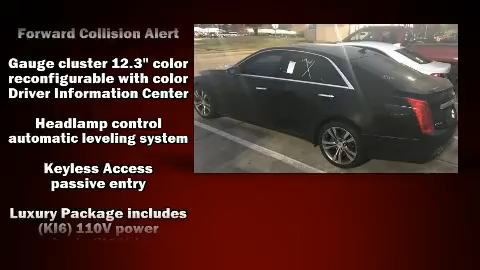 Forward Collision Alert
Gauge cluster 12.3" color
reconfigurable with color
Driver Information Center
Headlamp control
automatic leveling system
Keyless Access
passive entry
Luxury Package includes
(KI6) 110V power